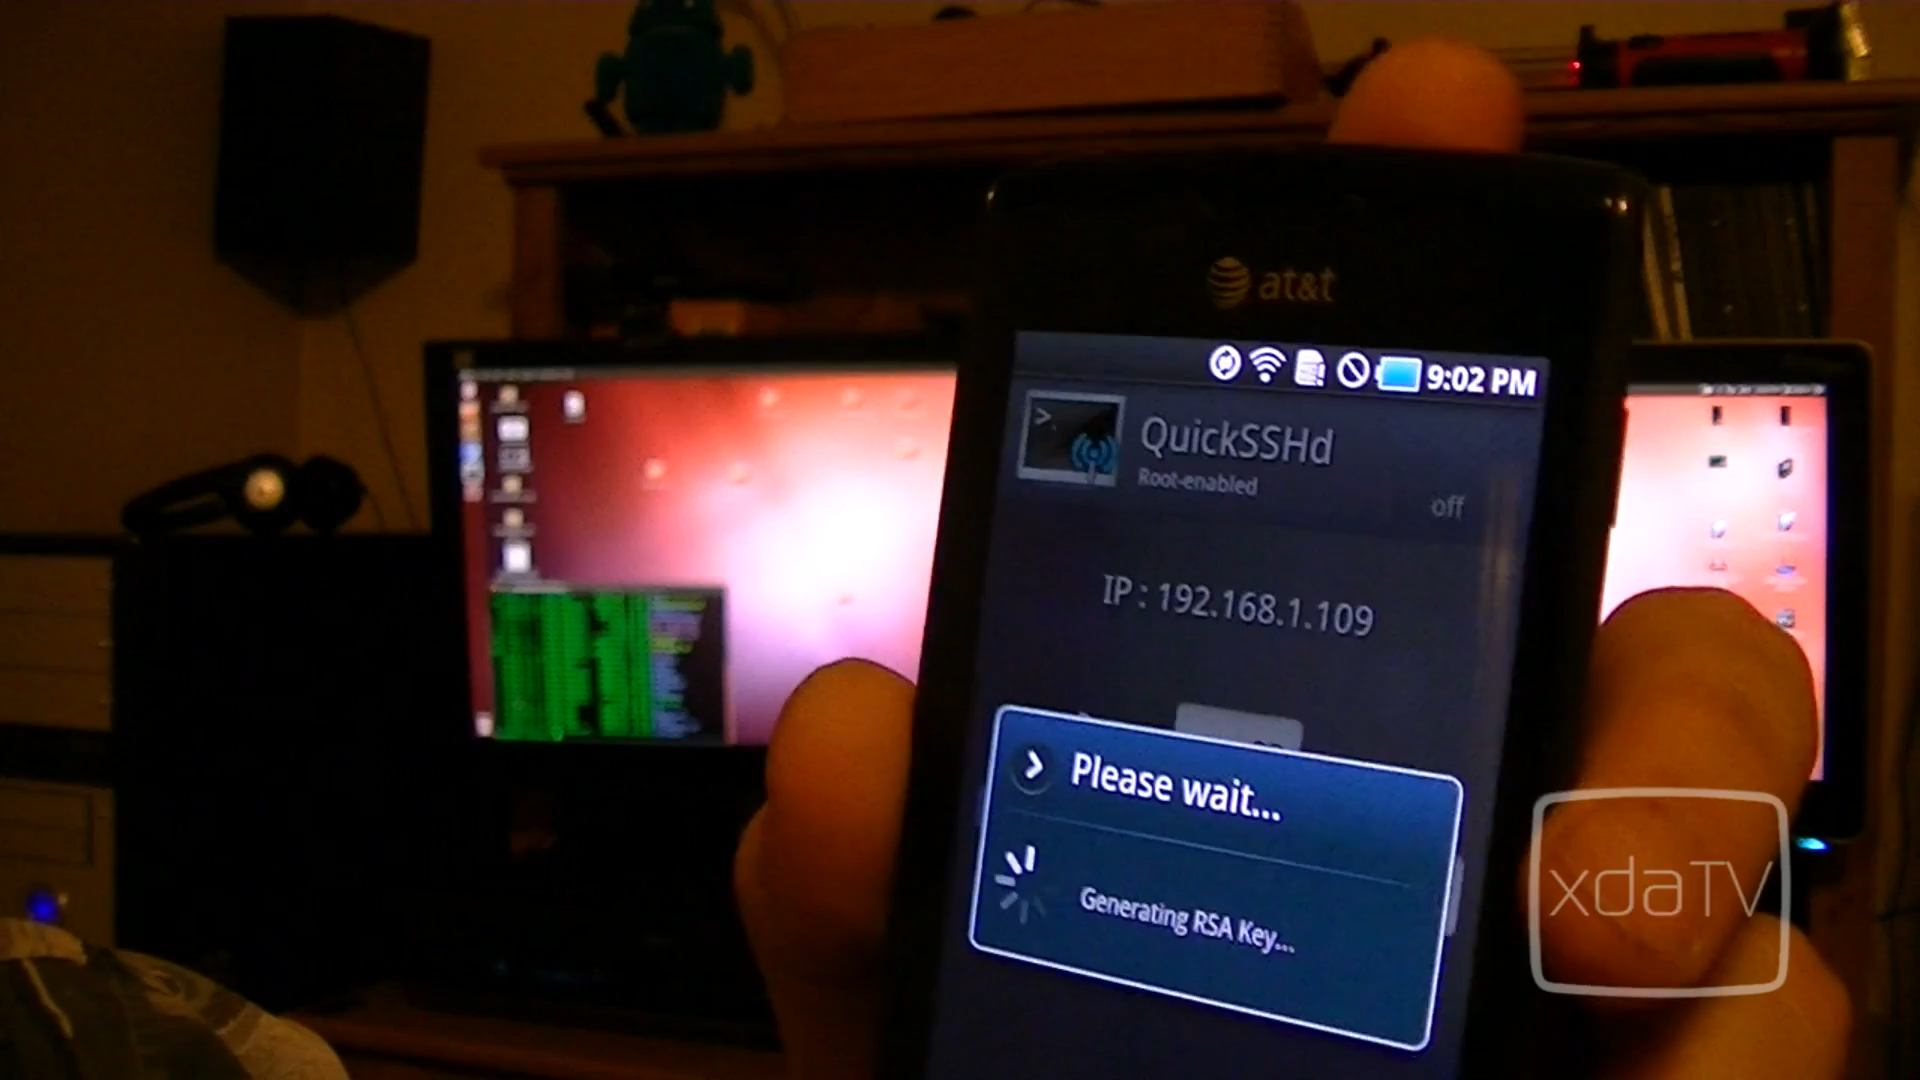 at&t
9:02 PM
QuickSSHd
Root-enabled
off
IP : 192.168.1.109
Please wait...
Generating RSA Key...
xdaTV